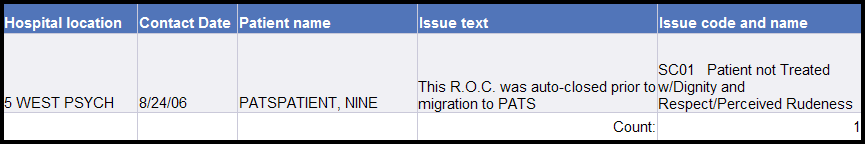 Hospital location Contact Date Patient name Issue text Issue code and name
5 WEST PSYCH 8/24/06 PATSPATIENT, NINE This R.O.C. was auto-closed prior to migration to PATS SC01 Patient not Treated w/Dignity and Respect/Perceived Rudeness
Count: 1